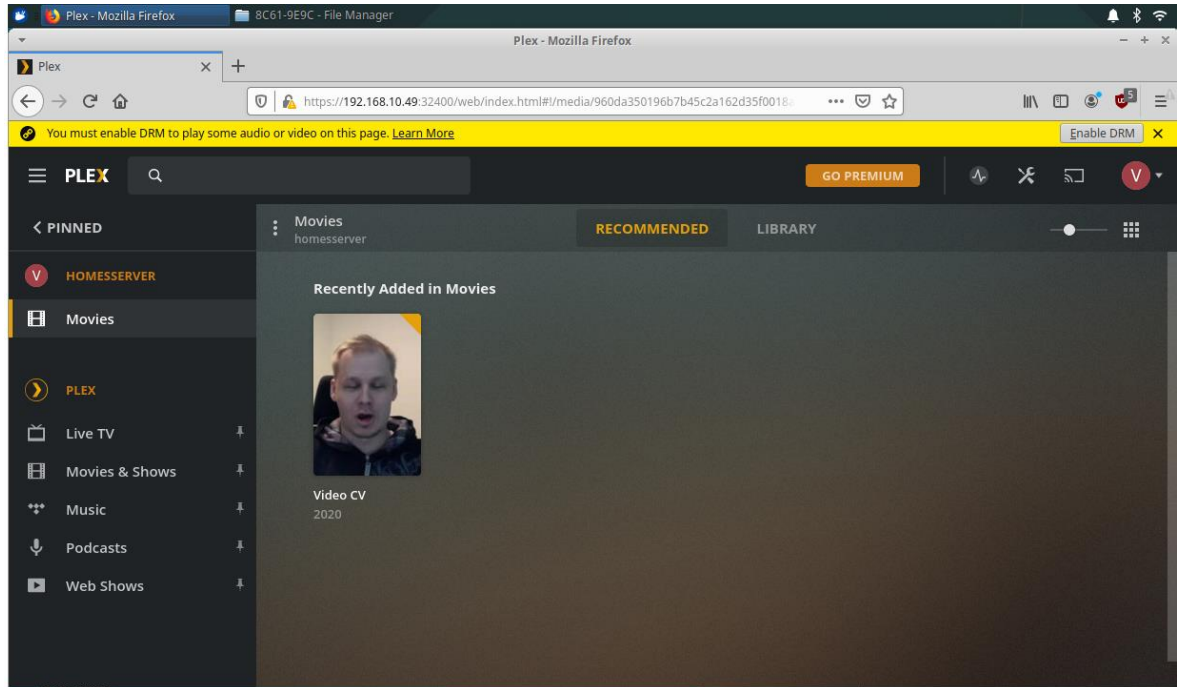 Plex - Mozilla Firefox
8C61-9E9C - File Manager
Plex - Mozilla Firefox
Plex
https://192.168.10.49:32400/web/index.html#!/media/960da350196b7b45c2a162d35f0018
You must enable DRM to play some audio or video on this page. Learn More
Enable DRM
PLEX
GO PREMIUM
V
PINNED
Movies
homesserver
RECOMMENDED
LIBRARY
V
HOMESSERVER
Movies
Recently Added in Movies
PLEX
Live TV
Movies & Shows
Music
Podcasts
Web Shows
Video CV
2020
5